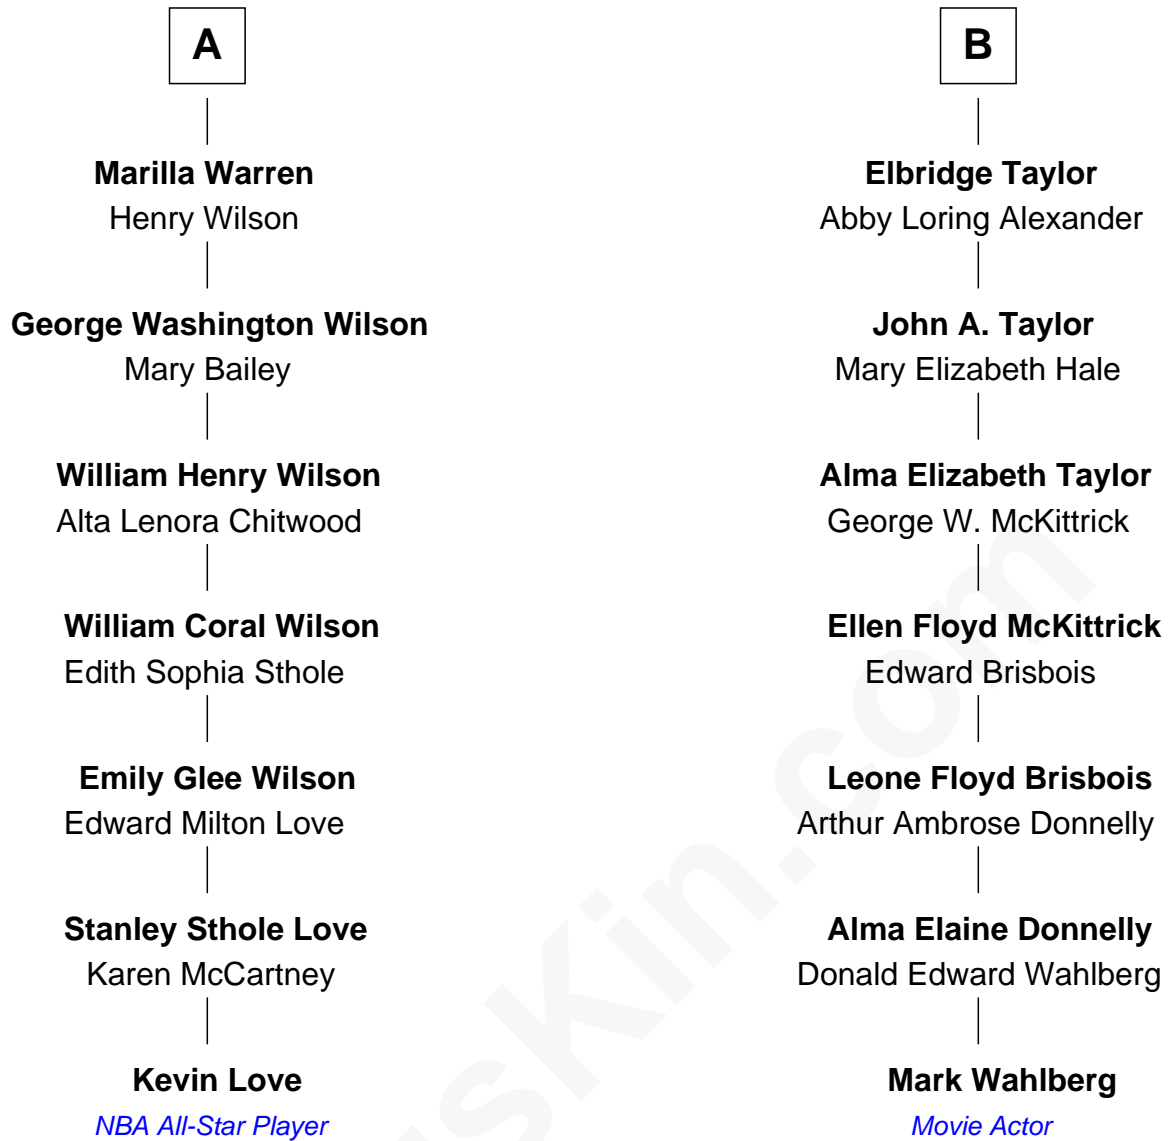 A
Marilla Warren
Henry Wilson
George Washington Wilson
Mary Bailey
William Henry Wilson
Alta Lenora Chitwood
William Coral Wilson
Edith Sophia Sthole
Emily Glee Wilson
Edward Milton Love
Stanley Sthole Love
Karen McCartney
Kevin Love
NBA All-Star Player
B
Elbridge Taylor
Abby Loring Alexander
John A. Taylor
Mary Elizabeth Hale
Alma Elizabeth Taylor
George W. McKittrick
Ellen Floyd McKittrick
Edward Brisbois
Leone Floyd Brisbois
Arthur Ambrose Donnelly
Alma Elaine Donnelly
Donald Edward Wahlberg
Mark Wahlberg
Movie Actor